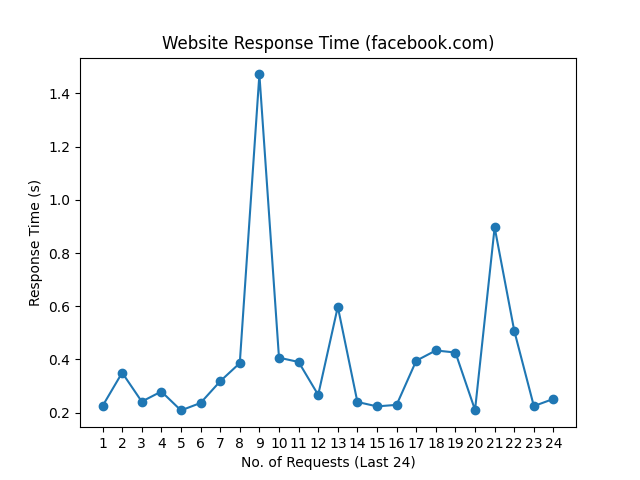 Website Response Time (facebook.com)
Response Time (s)
1.4
1.2
1.0
0.8
0.6
0.4
0.2
1 2 3 4 5 6 7 8 9 10 11 12 13 14 15 16 17 18 19 20 21 22 23 24
No. of Requests (Last 24)